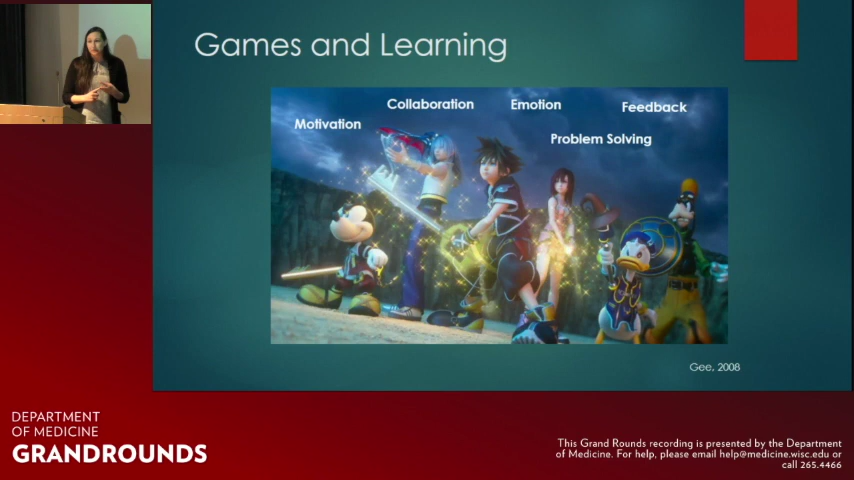 Games and Learning
Collaboration
Emotion
Feedback
Motivation
Problem Solving
Gee, 2008
DEPARTMENT
OF MEDICINE
GRANDROUNDS
This Grand Rounds recording is presented by the Department
of Medicine. For help, please email help@medicine.wisc.edu or
call 265.4466